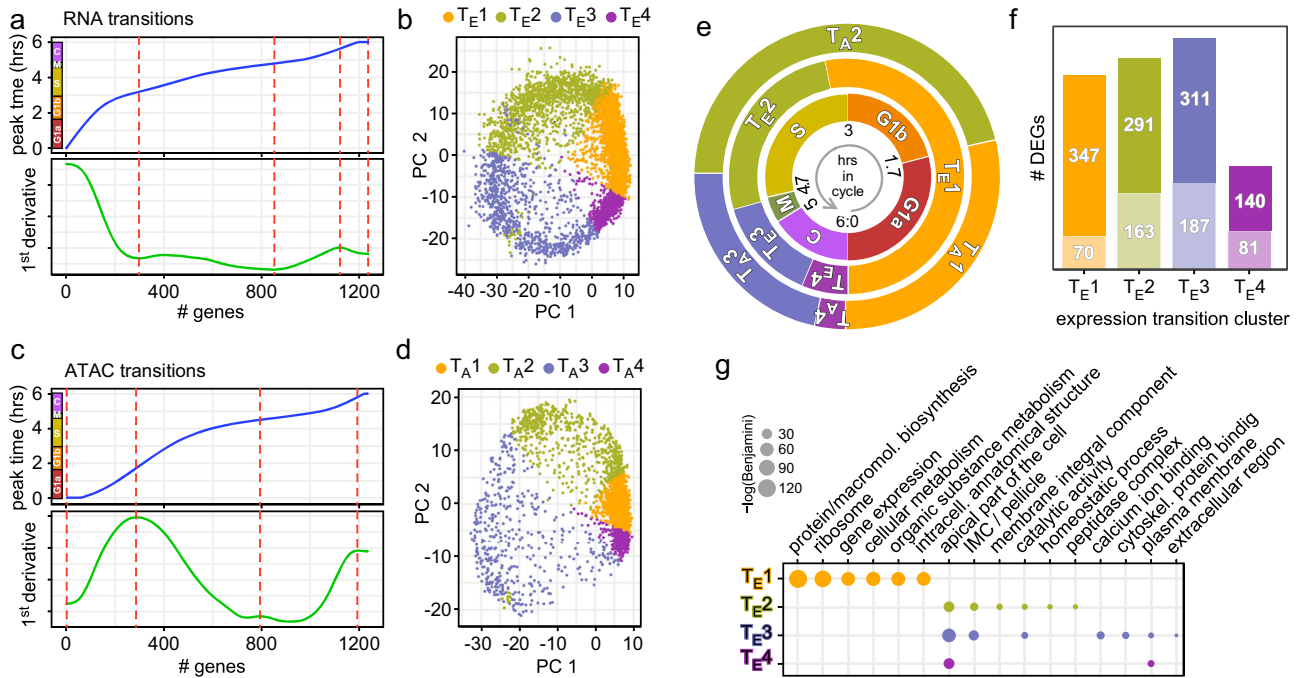 a
RNA transitions
peak tme (hrs)
6
4
2
0
C
S
G1b
G1a
1st derivative
0
400
800
1200
# genes
b
TE1
TE2
TE3
TE4
PC 2
20
10
0
-10
-20
-40
-30
-20
-10
0
10
PC 1
c
ATAC transitions
peak time (hrs)
6
4
2
0
C
S
G1b
G1a
1st derivative
0
400
800
1200
# genes
d
TA1
TA2
TA3
TA4
PC 2
20
10
0
-10
-20
-30
-20
-10
0
10
PC 1
e
TA2
TE2
S
G1b
3
TE1
1.7
hrs
in
cycle
4.7
5
6:0
M
G1a
C
TE3
TE4
TA3
TA4
TA1
f
# DEGs
347
70
291
163
311
187
140
81
TE1
TE2
TE3
TE4
expression transition cluster
g
-log(Benjamini)
30
60
90
120
protein/macromol. biosynthesis
ribosome
gene expression
cellular metabolism
organic substance metabolism
intracell. annatomical structure
apical part of the cell
IMC / pellicle
membrane integral component
catalytic activity
homeostatic process
peptidase complex
calcium ion binding
cytoskel. protein bindig
plasma membrane
extracellular region
TE1
TE2
TE3
TE4